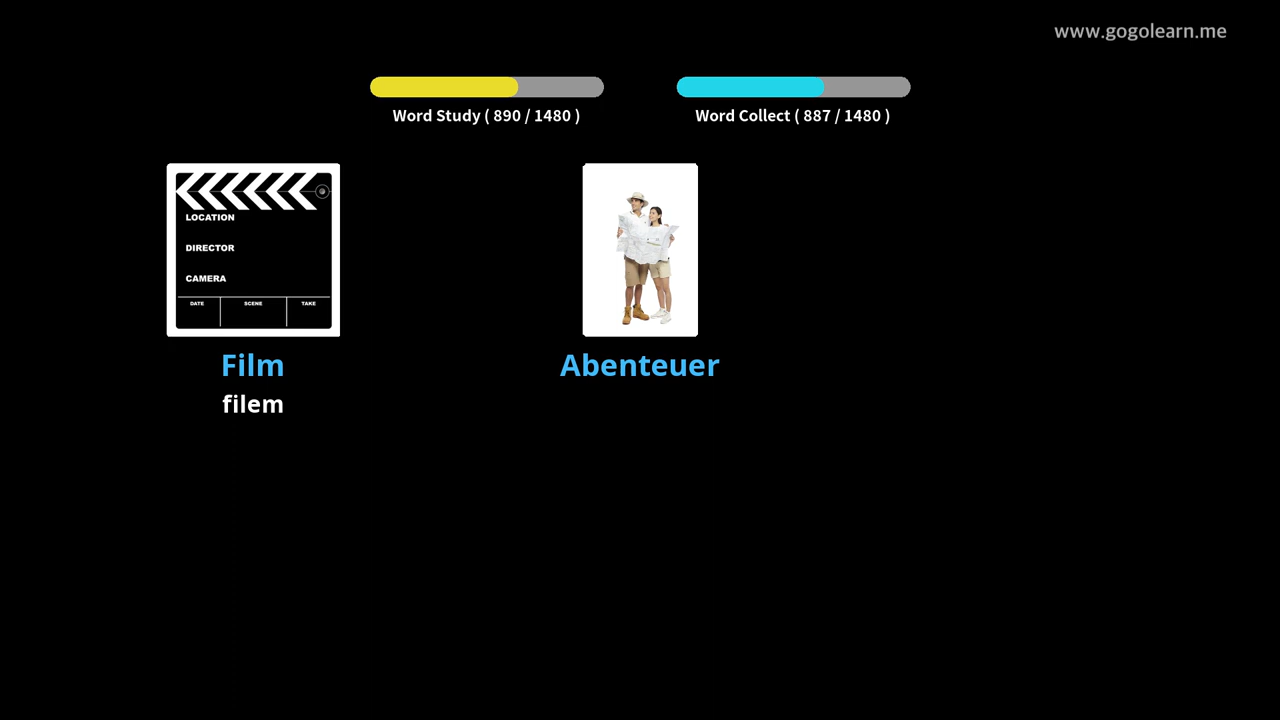 www.gogolearn.me
Word Study ( 890 / 1480 )
Word Collect ( 887 / 1480 )
LOCATION
DIRECTOR
CAMERA
DATE SCENE TAKE
Film
filem
Abenteuer